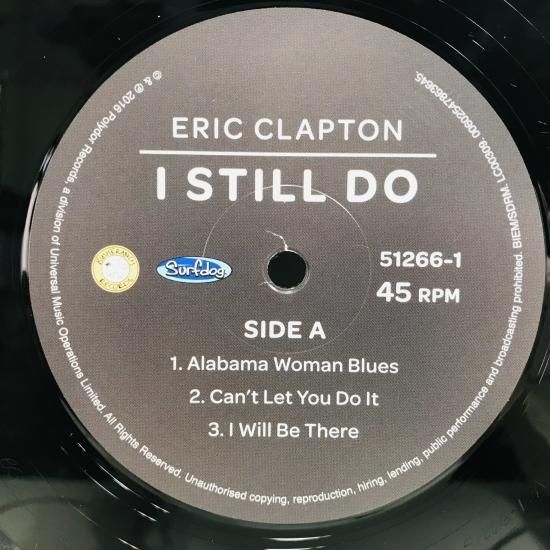 ERIC CLAPTON
I STILL DO
Surfdog
51266-1
45 RPM
SIDE A
1. Alabama Woman Blues
2. Can't Let You Do It
3. I Will Be There
© & ℗ 2016 Polydor Records, a division of Universal Music Operations Limited. All Rights Reserved. Unauthorised copying, reproduction, hiring, lending, public performance and broadcasting prohibited. BIEM/SDRM. LC00309. 006025478